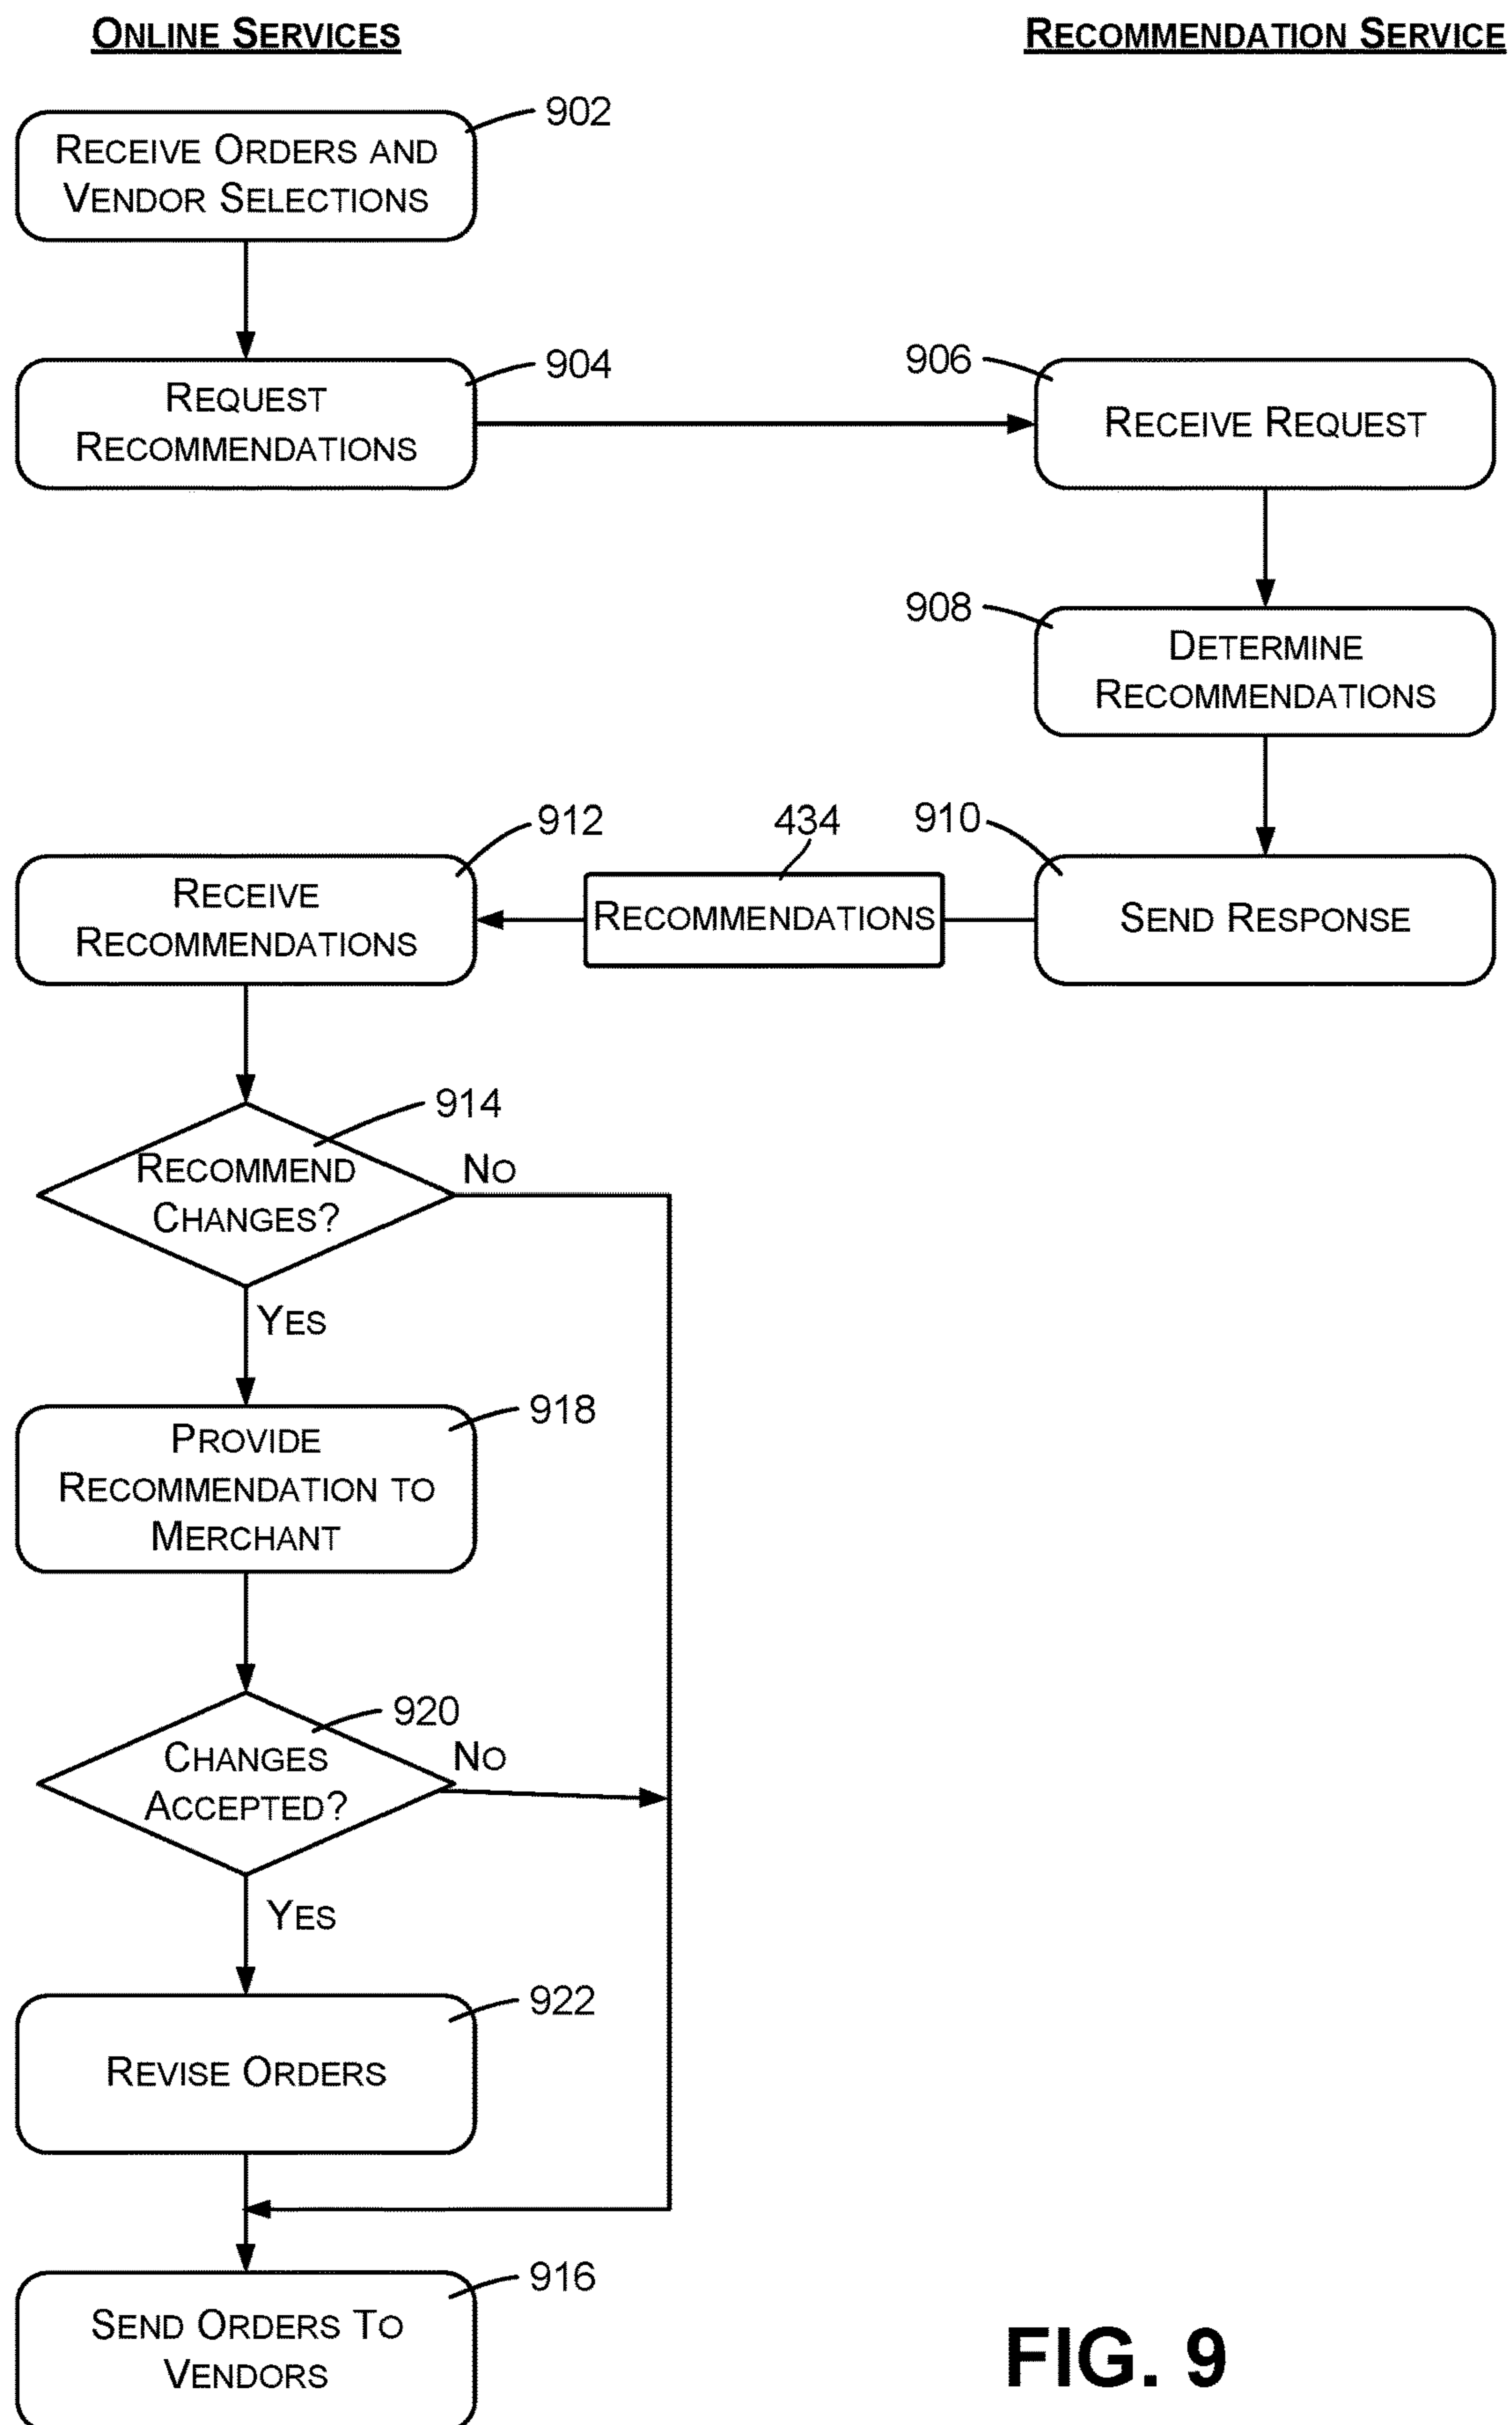 ONLINE SERVICES
RECOMMENDATION SERVICE
902
RECEIVE ORDERS AND
VENDOR SELECTIONS
904
REQUEST
RECOMMENDATIONS
906
RECEIVE REQUEST
908
DETERMINE
RECOMMENDATIONS
910
SEND RESPONSE
434
RECOMMENDATIONS
912
RECEIVE
RECOMMENDATIONS
914
RECOMMEND
CHANGES?
NO
YES
918
PROVIDE
RECOMMENDATION TO
MERCHANT
920
CHANGES
ACCEPTED?
NO
YES
922
REVISE ORDERS
916
SEND ORDERS TO
VENDORS
FIG. 9